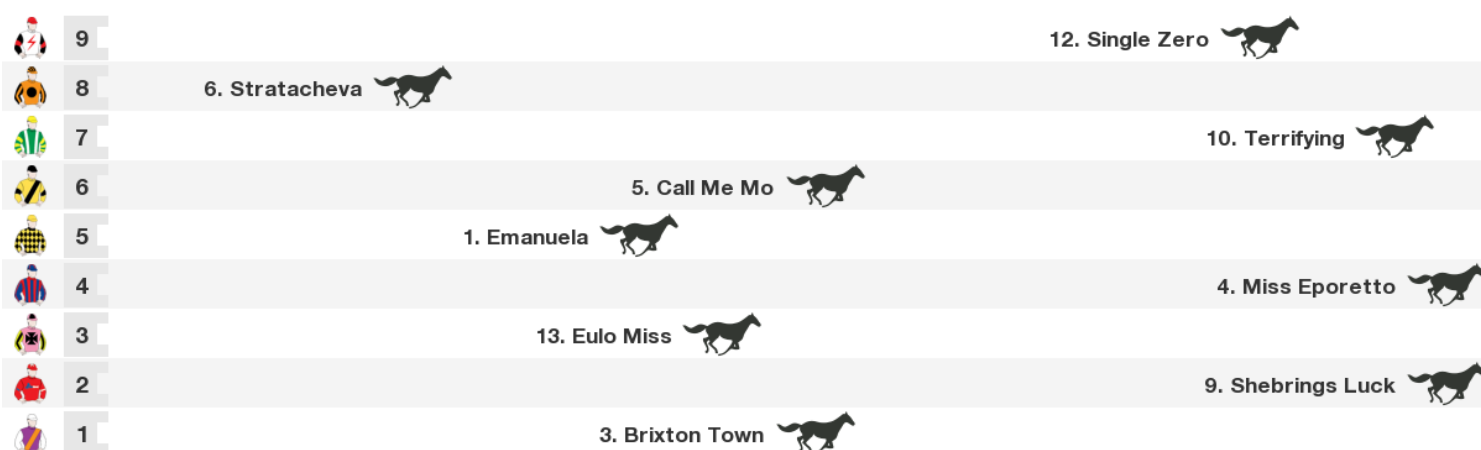 9 12. Single Zero
8 6. Stratacheva
7 10. Terrifying
6 5. Call Me Mo
5 1. Emanuela
4 4. Miss Eporetto
3 13. Eulo Miss
2 9. Shebrings Luck
1 3. Brixton Town